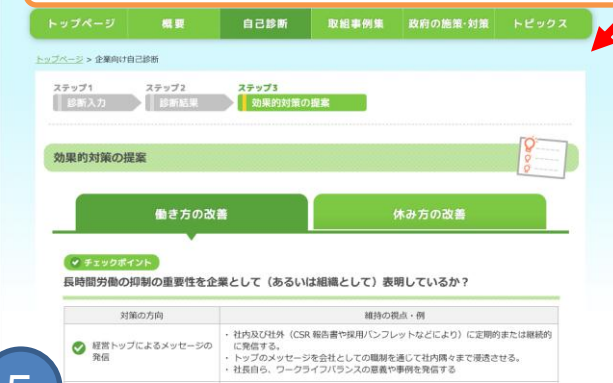 トップページ 概要 自己診断 取組事例集 政府の施策・対策 トピックス
トップページ > 企業向け自己診断
ステップ1 ステップ2 ステップ3
診断入力 診断結果 効果的対策の提案
効果的対策の提案
働き方の改善 休み方の改善
チェックポイント
長時間労働の抑制の重要性を企業として（あるいは組織として）表明しているか？
対策の方向 維持の視点・例
経営トップによるメッセージの発信
・社内及び社外（CSR 報告書や採用パンフレットなどにより）に定期的または継続的
に発信する。
・トップのメッセージを会社としての職制を通じて社内隅々まで浸透させる。
・社長自ら、ワークライフバランスの意義や事例を発信する